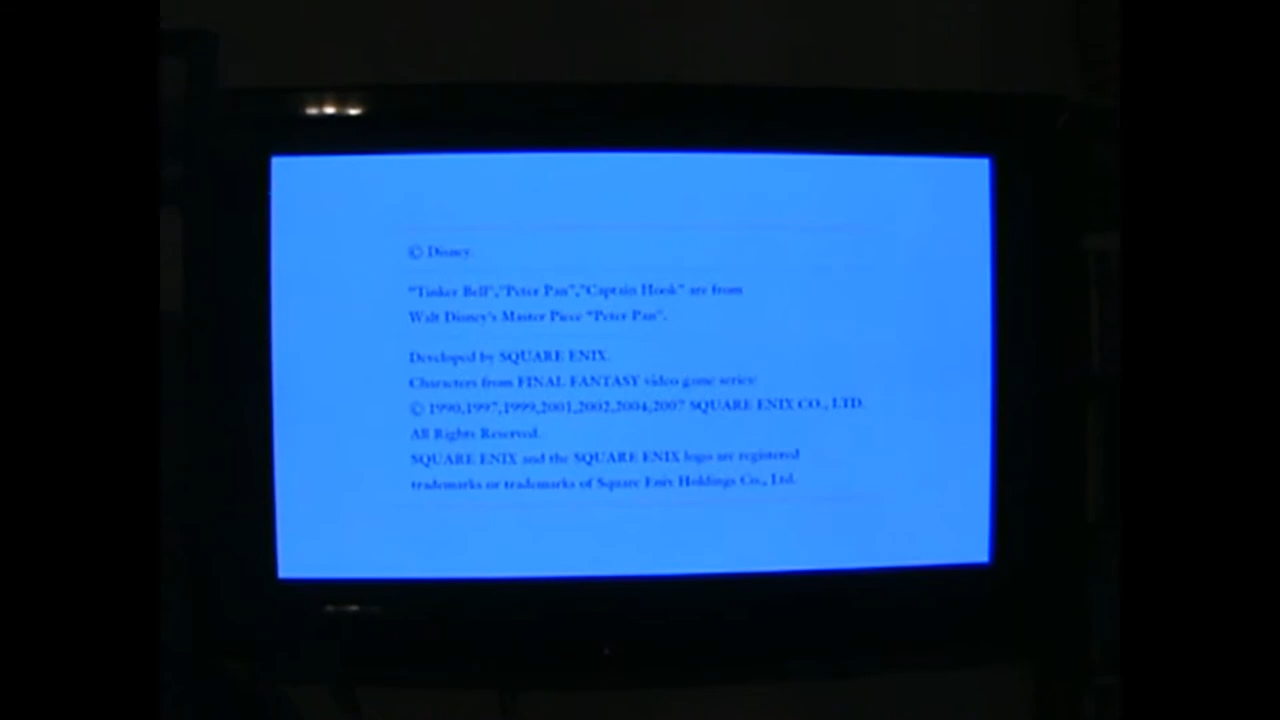 © Disney.
"Tinker Bell","Peter Pan","Captain Hook" are from
Walt Disney's Master Piece "Peter Pan".
Developed by SQUARE ENIX.
Characters from FINAL FANTASY video game series:
© 1990,1997,1999,2001,2002,2004,2007 SQUARE ENIX CO., LTD.
All Rights Reserved.
SQUARE ENIX and the SQUARE ENIX logo are registered
trademarks or trademarks of Square Enix Holdings Co., Ltd.